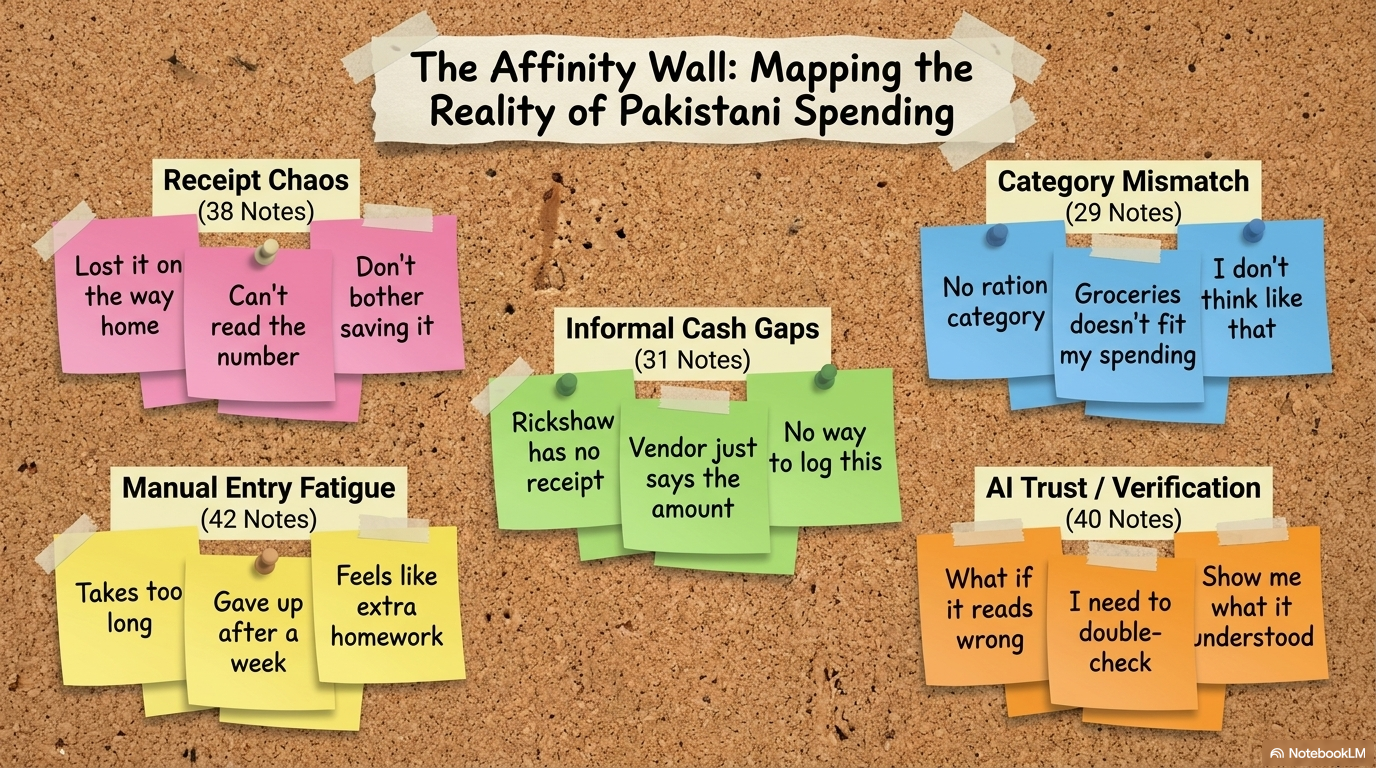 The Affinity Wall: Mapping the
Reality of Pakistani Spending
Receipt Chaos
(38 Notes)
Lost it on
the way
home
Can't
read the
number
Don't
bother
saving it
Category Mismatch
(29 Notes)
No ration
category
Groceries
doesn't fit
my spending
I don't
think like
that
Informal Cash Gaps
(31 Notes)
Rickshaw
has no
receipt
Vendor just
says the
amount
No way
to log this
Manual Entry Fatigue
(42 Notes)
Takes too
long
Gave up
after a
week
Feels like
extra
homework
AI Trust / Verification
(40 Notes)
What if
it reads
wrong
I need to
double-
check
Show me
what it
understood
NotebookLM